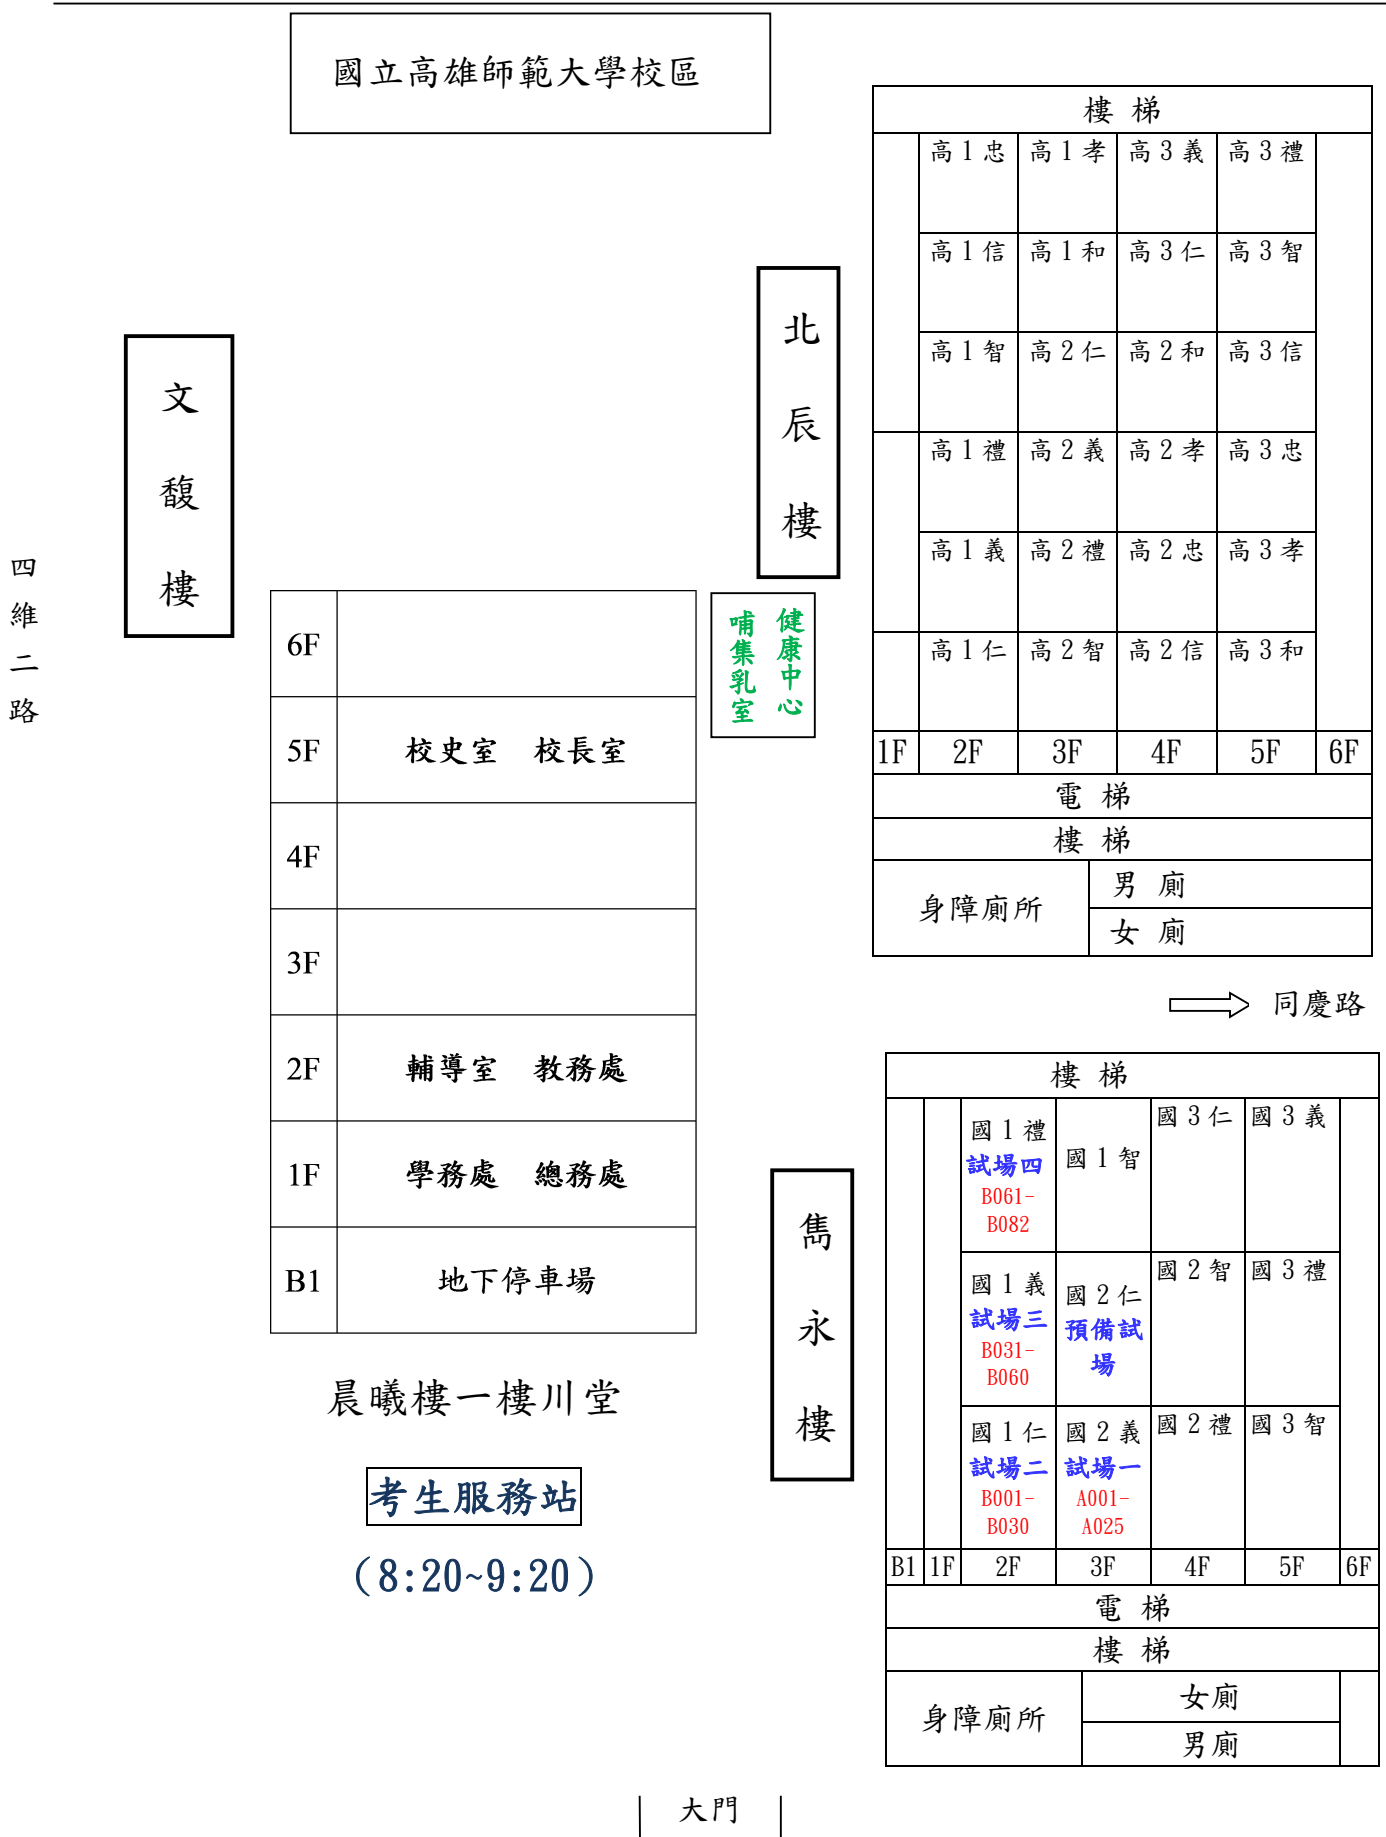 國立高雄師範大學校區
四維二路
文馥樓
6F
5F 校史室 校長室
4F
3F
2F 輔導室 教務處
1F 學務處 總務處
B1 地下停車場
晨曦樓一樓川堂
考生服務站
(8:20~9:20)
北辰樓
健康中心
哺集乳室
樓 梯
高1忠 高1孝 高3義 高3禮
高1信 高1和 高3仁 高3智
高1智 高2仁 高2和 高3信
高1禮 高2義 高2孝 高3忠
高1義 高2禮 高2忠 高3孝
高1仁 高2智 高2信 高3和
1F 2F 3F 4F 5F 6F
電 梯
樓 梯
身障廁所
男 廁
女 廁
同慶路
雋永樓
樓 梯
國1禮
試場四
B061-
B082
國1智
國3仁
國3義
國1義
試場三
B031-
B060
國2仁
預備試
場
國2智
國3禮
國1仁
試場二
B001-
B030
國2義
試場一
A001-
A025
國2禮
國3智
B1 1F 2F 3F 4F 5F 6F
電 梯
樓 梯
身障廁所
女廁
男廁
大門